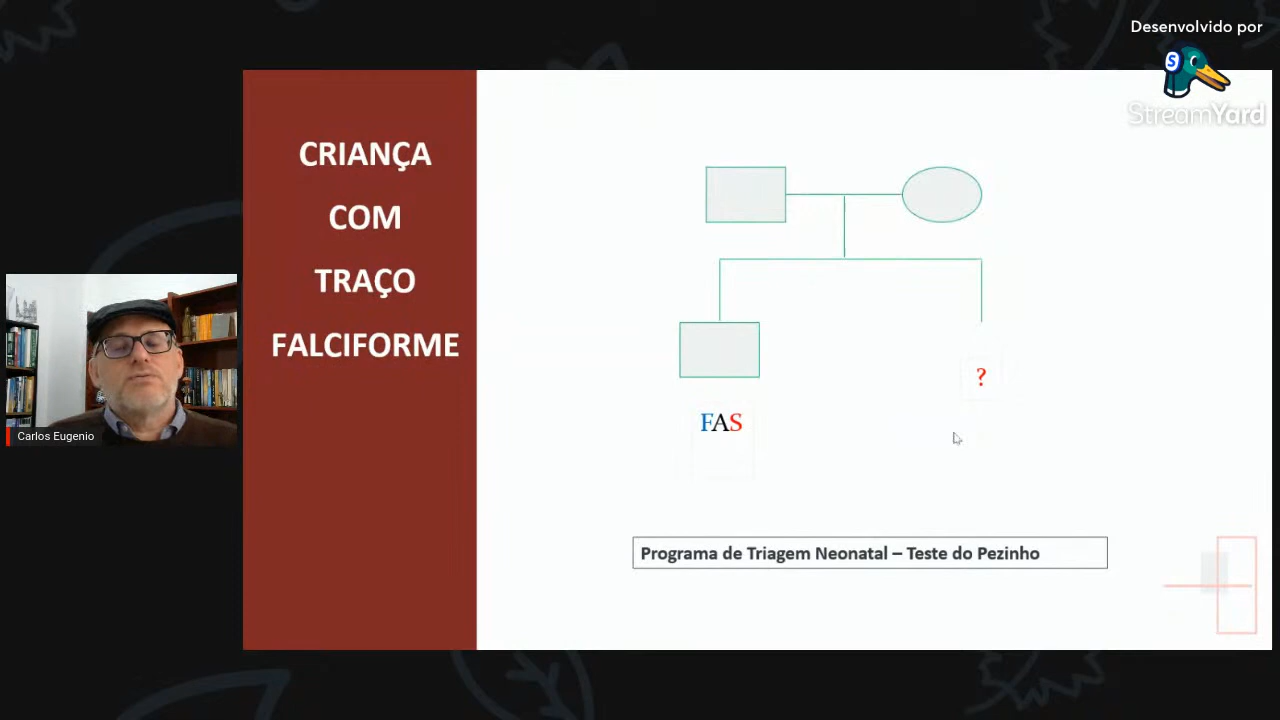 Desenvolvido por
S
StreamYard
CRIANÇA
COM
TRAÇO
FALCIFORME
?
FAS
Carlos Eugenio
Programa de Triagem Neonatal – Teste do Pezinho